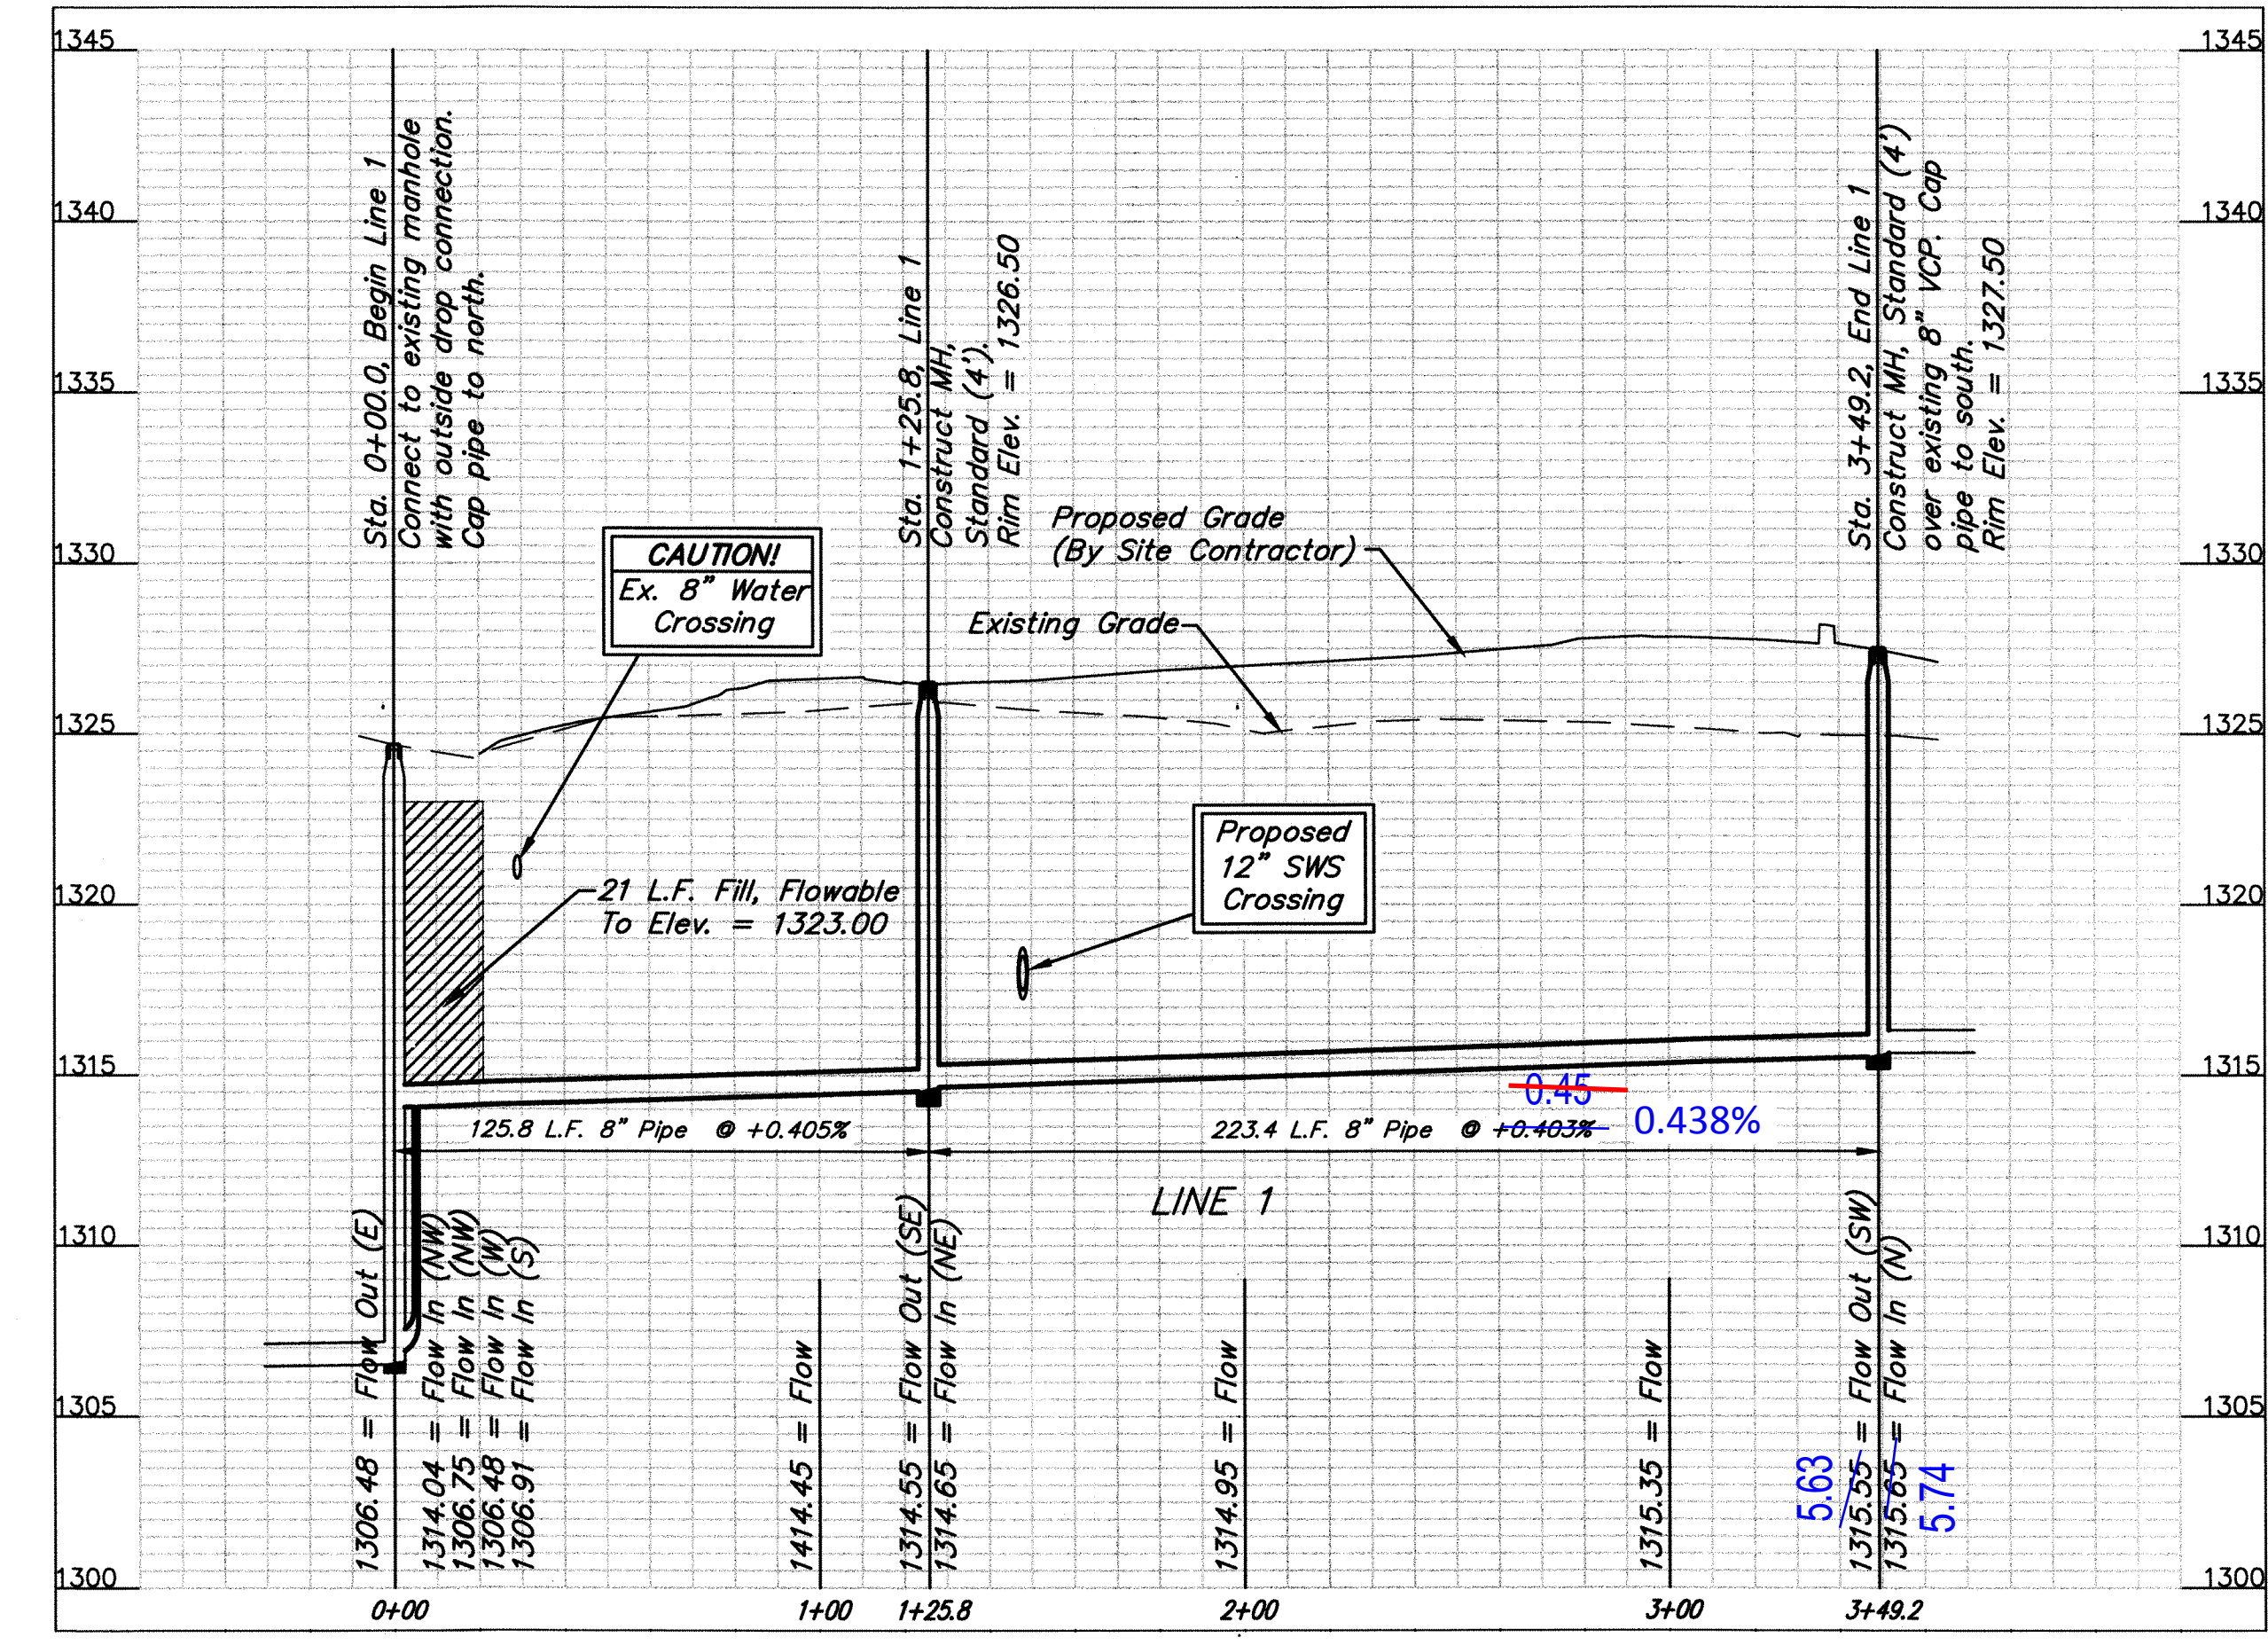 1345
1340
1335
1330
1325
1320
1315
1310
1305
1300
1345
1340
1335
1330
1325
1320
1315
1310
1305
1300
Sta. 0+00.0, Begin Line 1
Connect to existing manhole
with outside drop connection.
Cap pipe to north.
Sta. 1+25.8, Line 1
Construct MH,
Standard (4').
Rim Elev. = 1326.50
Sta. 3+49.2, End Line 1
Construct MH, Standard (4')
over existing 8" VCP. Cap
pipe to south.
Rim Elev. = 1327.50
CAUTION!
Ex. 8" Water
Crossing
Proposed Grade
(By Site Contractor)
Existing Grade
21 L.F. Fill, Flowable
To Elev. = 1323.00
Proposed
12" SWS
Crossing
125.8 L.F. 8" Pipe @ +0.405%
0.45
223.4 L.F. 8" Pipe @ +0.403% 0.438%
LINE 1
1306.48 = Flow Out (E)
1314.04 = Flow In (NW)
1306.75 = Flow In (NW)
1306.48 = Flow In (W)
1306.91 = Flow In (S)
1414.45 = Flow
1314.55 = Flow Out (SE)
1314.65 = Flow In (NE)
1314.95 = Flow
1315.35 = Flow
5.63
1315.55 = Flow Out (SW)
1315.65 = Flow In (N)
5.74
0+00 1+00 1+25.8 2+00 3+00 3+49.2